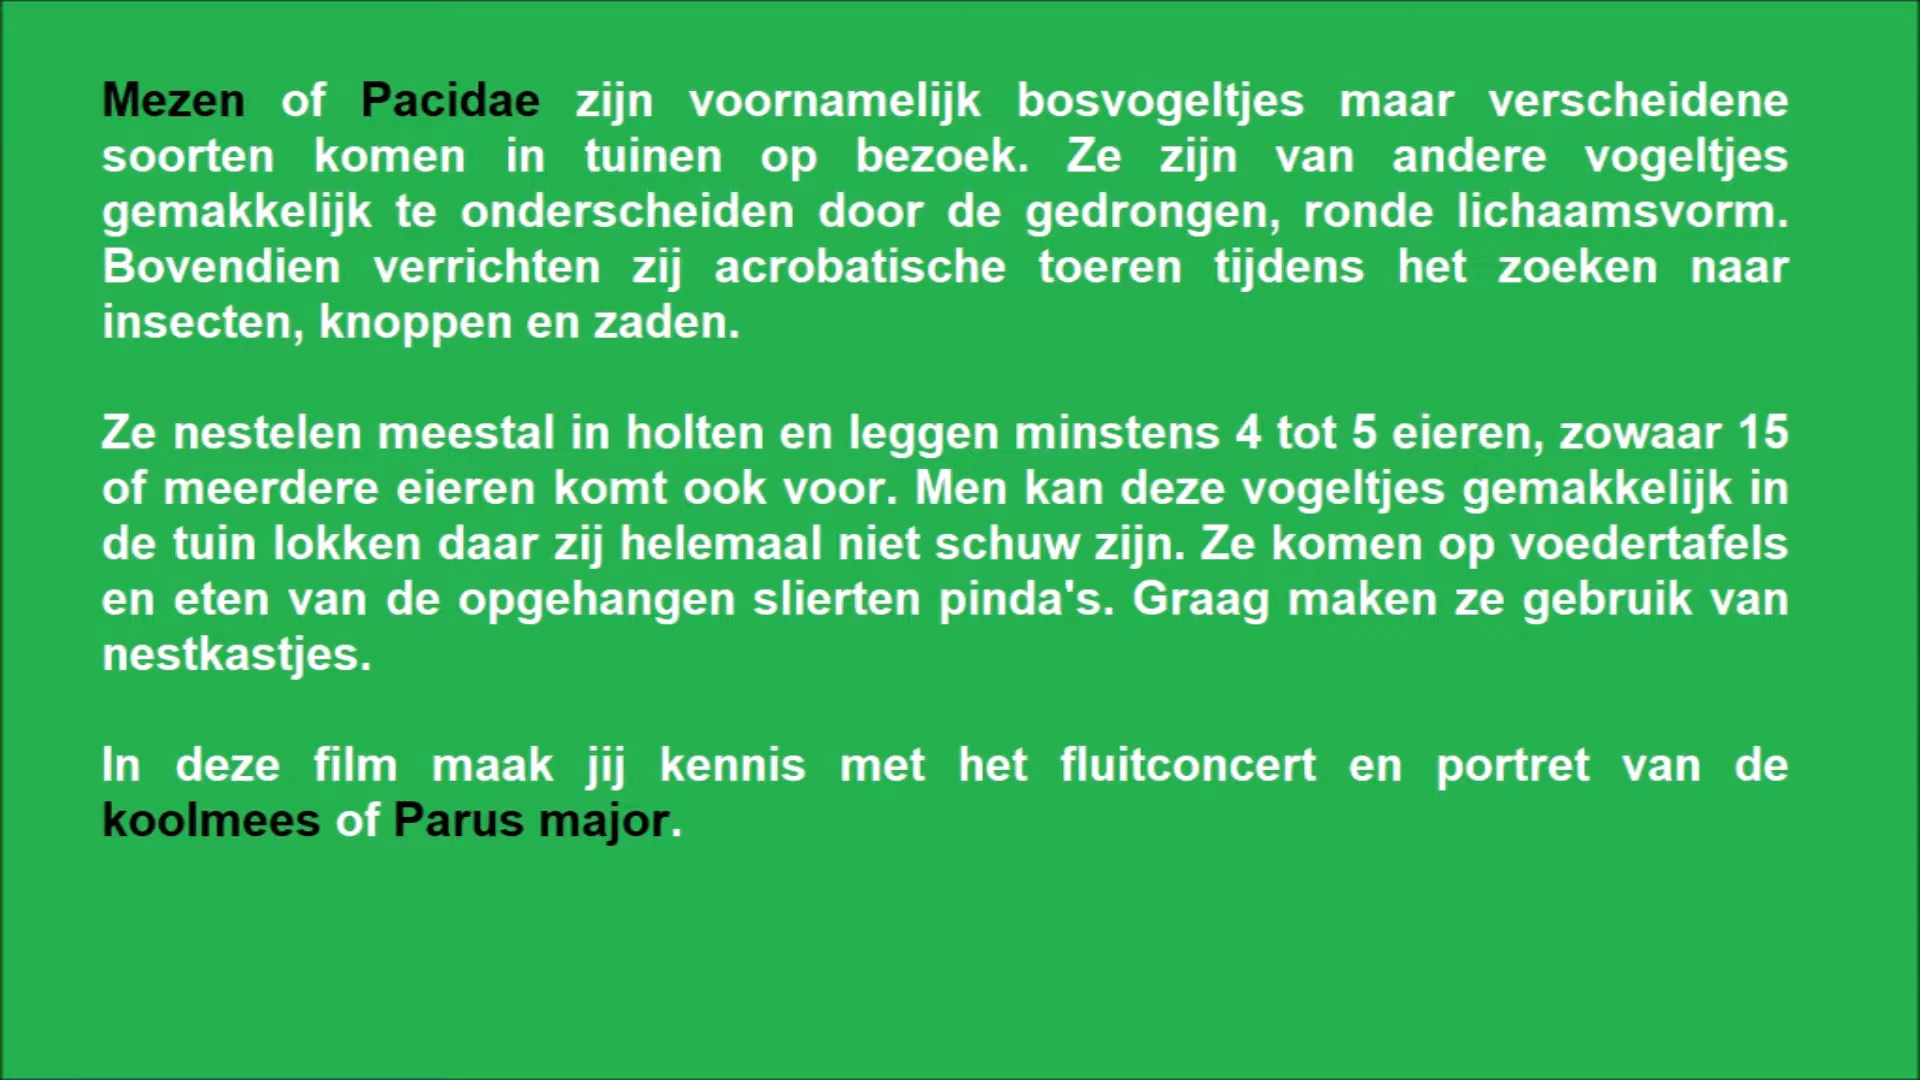 Mezen of Pacidae zijn voornamelijk bosvogeltjes maar verscheidene
soorten komen in tuinen op bezoek. Ze zijn van andere vogeltjes
gemakkelijk te onderscheiden door de gedrongen, ronde lichaamsvorm.
Bovendien verrichten zij acrobatische toeren tijdens het zoeken naar
insecten, knoppen en zaden.
Ze nestelen meestal in holten en leggen minstens 4 tot 5 eieren, zowaar 15
of meerdere eieren komt ook voor. Men kan deze vogeltjes gemakkelijk in
de tuin lokken daar zij helemaal niet schuw zijn. Ze komen op voedertafels
en eten van de opgehangen slierten pinda's. Graag maken ze gebruik van
nestkastjes.
In deze film maak jij kennis met het fluitconcert en portret van de
koolmees of Parus major.